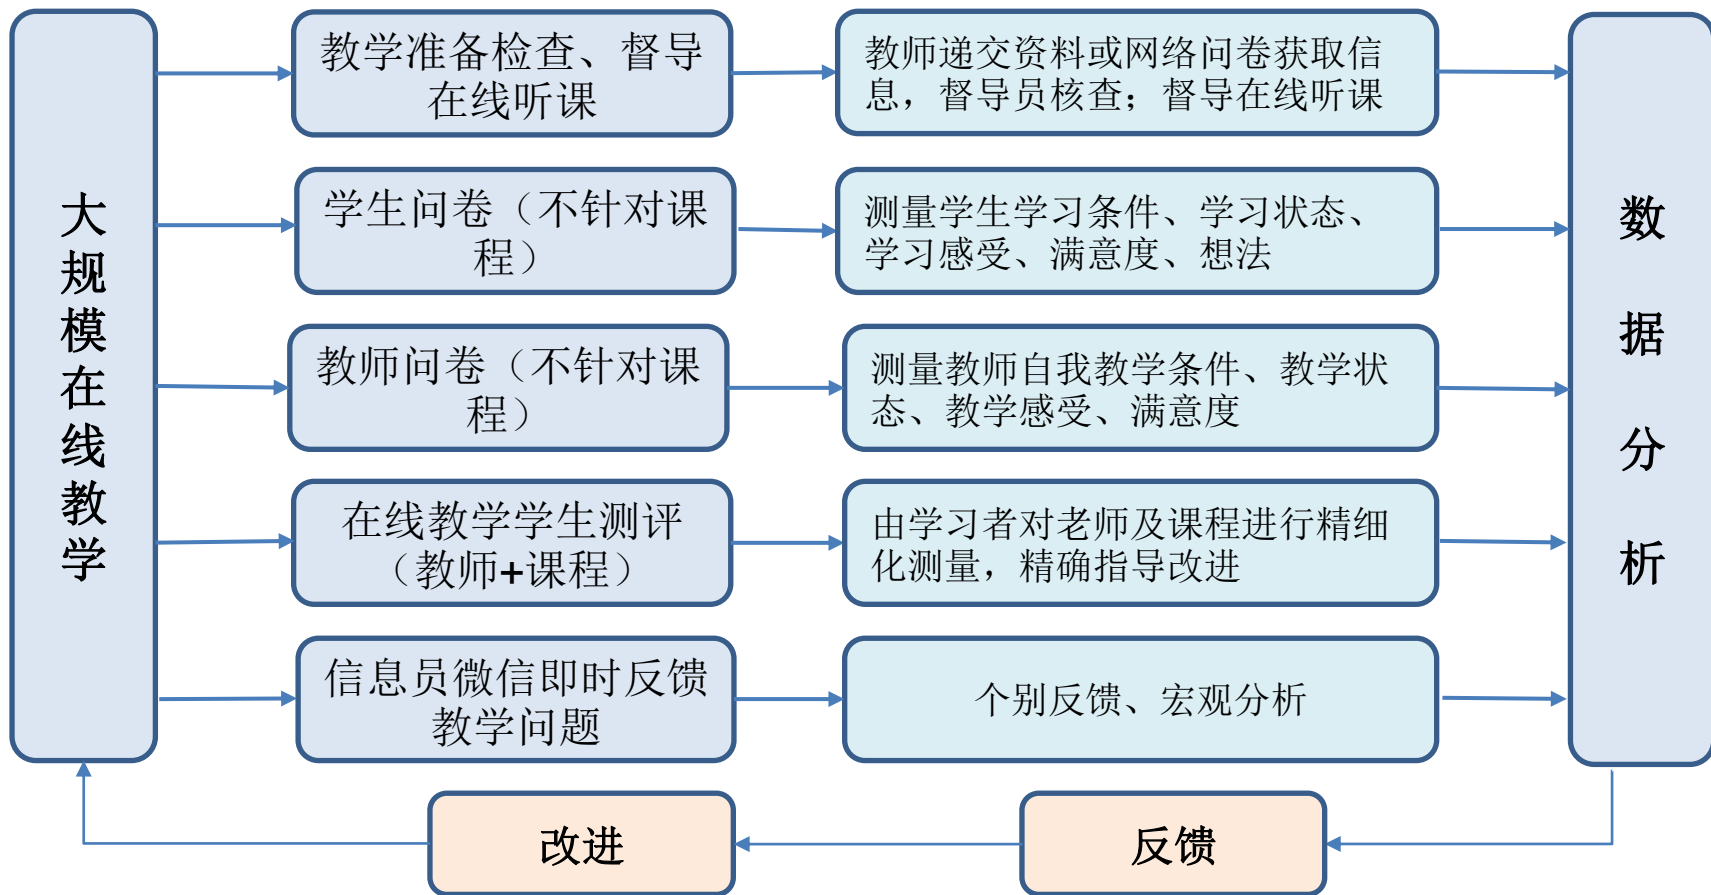 大规模在线教学
教学准备检查、督导
在线听课
教师递交资料或网络问卷获取信
息，督导员核查；督导在线听课
学生问卷（不针对课
程）
测量学生学习条件、学习状态、
学习感受、满意度、想法
教师问卷（不针对课
程）
测量教师自我教学条件、教学状
态、教学感受、满意度
在线教学学生测评
（教师+课程）
由学习者对老师及课程进行精细
化测量，精确指导改进
信息员微信即时反馈
教学问题
个别反馈、宏观分析
数据分析
改进
反馈